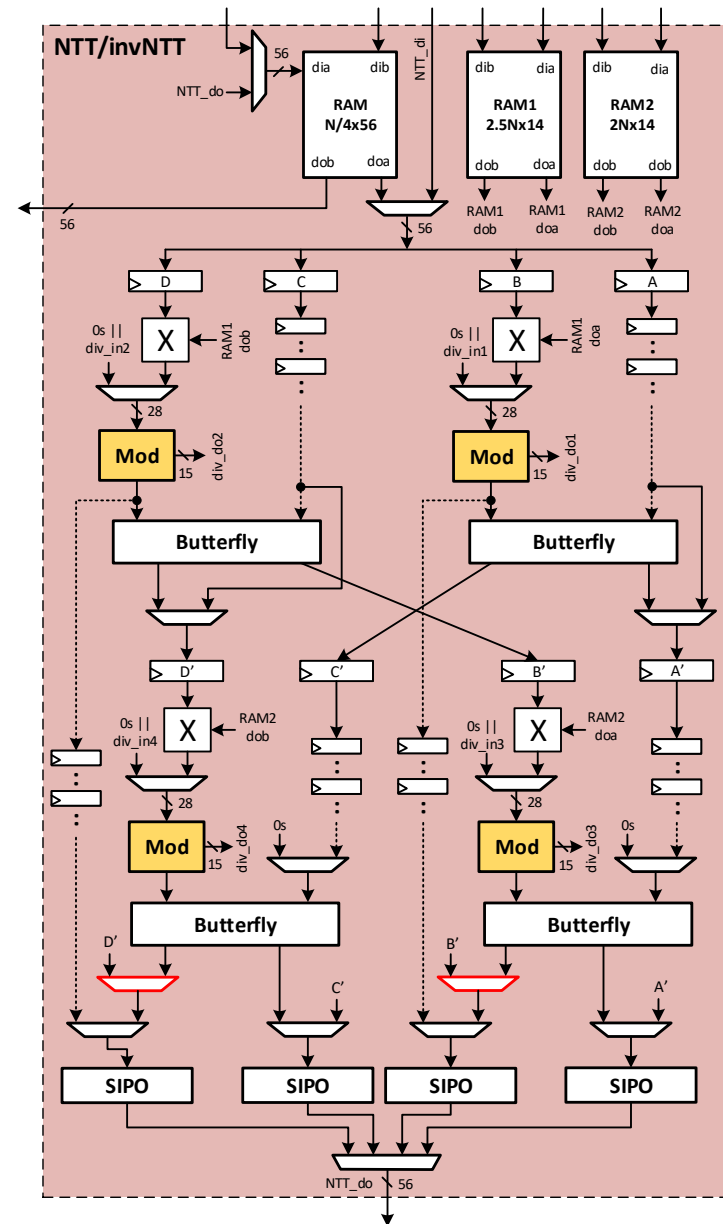 NTT/invNTT
56
NTT_do
NTT_di
dia
dib
RAM
N/4x56
dob
doa
dib
dia
RAM1
2.5Nx14
dob
doa
dib
dia
RAM2
2Nx14
dob
dob
56
56
RAM1
dob
RAM1
doa
RAM2
dob
RAM2
doa
D
C
B
A
0s ||
div_in2
X
RAM1
dob
0s ||
div_in1
X
RAM1
doa
28
28
Mod
15
div_do2
Mod
15
div_do1
Butterfly
Butterfly
D'
C'
B'
A'
0s ||
div_in4
X
RAM2
dob
0s ||
div_in3
X
RAM2
doa
28
28
Mod
15
div_do4
0s
Mod
15
div_do3
0s
Butterfly
Butterfly
D'
C'
B'
A'
SIPO
SIPO
SIPO
SIPO
NTT_do
56